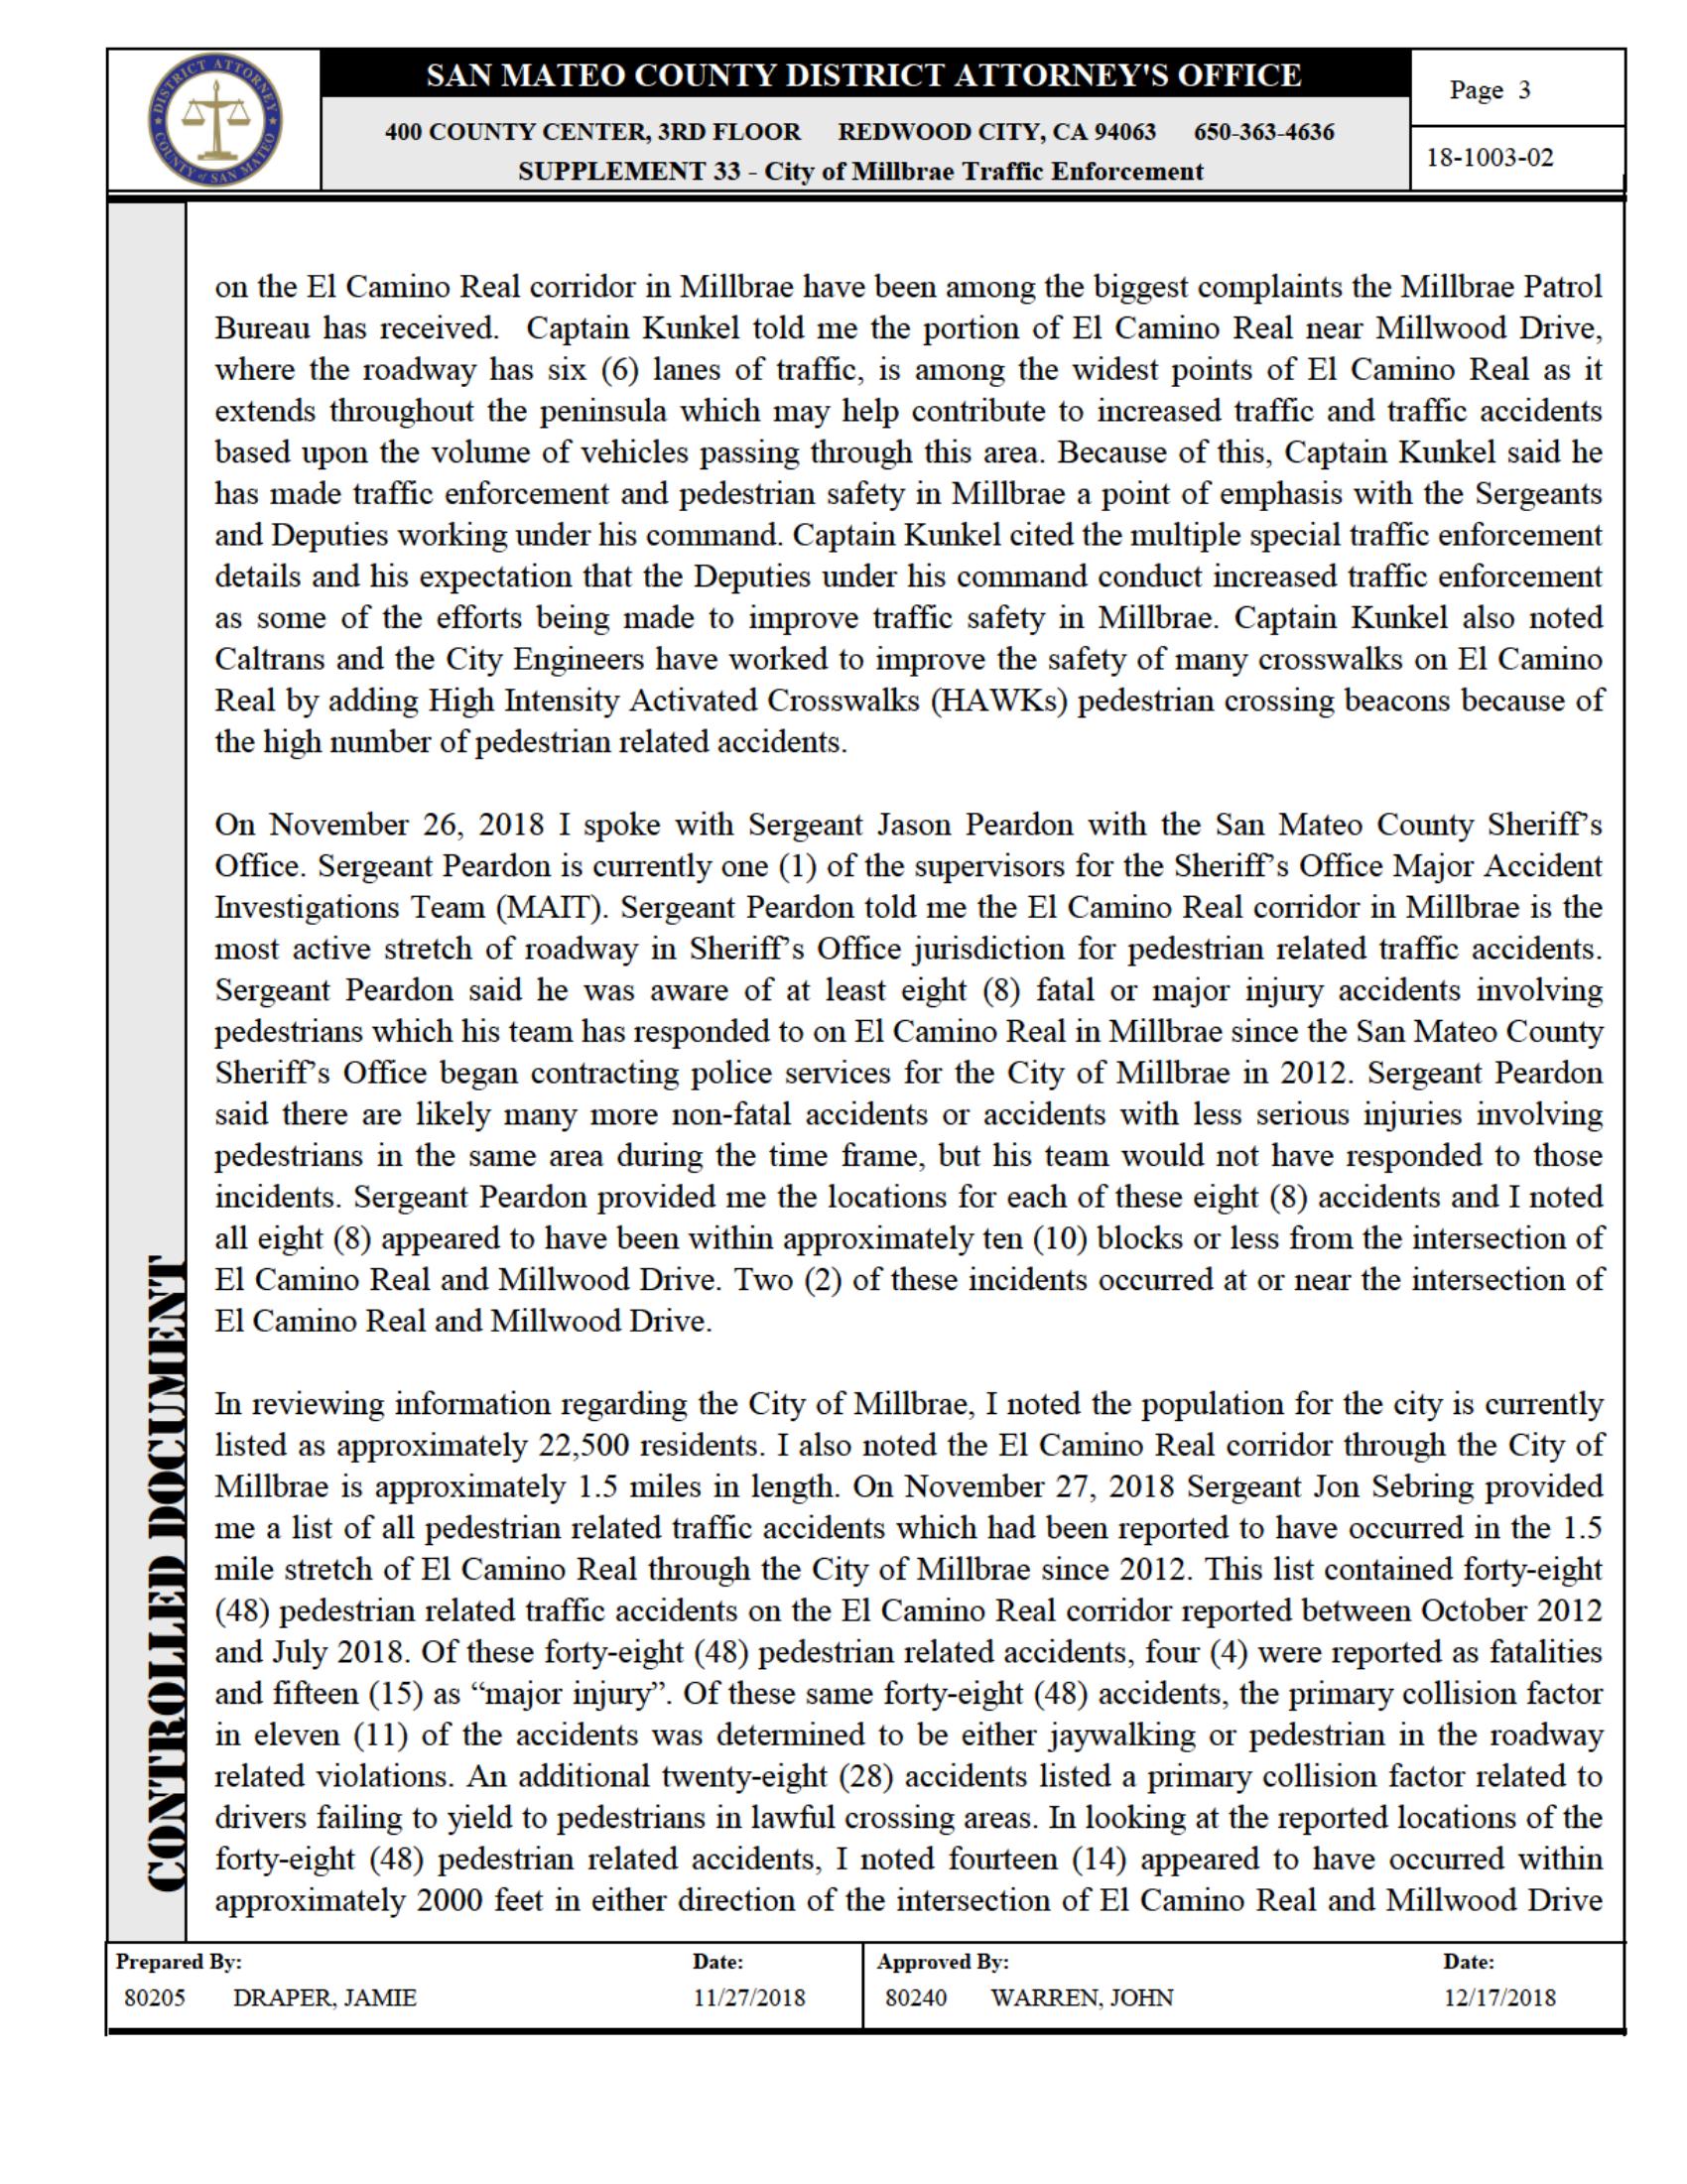 DISTRICT ATTORNEY
COUNTY of SAN MATEO
SAN MATEO COUNTY DISTRICT ATTORNEY'S OFFICE
400 COUNTY CENTER, 3RD FLOOR REDWOOD CITY, CA 94063 650-363-4636
SUPPLEMENT 33 - City of Millbrae Traffic Enforcement
Page 3
18-1003-02
on the El Camino Real corridor in Millbrae have been among the biggest complaints the Millbrae Patrol
Bureau has received. Captain Kunkel told me the portion of El Camino Real near Millwood Drive,
where the roadway has six (6) lanes of traffic, is among the widest points of El Camino Real as it
extends throughout the peninsula which may help contribute to increased traffic and traffic accidents
based upon the volume of vehicles passing through this area. Because of this, Captain Kunkel said he
has made traffic enforcement and pedestrian safety in Millbrae a point of emphasis with the Sergeants
and Deputies working under his command. Captain Kunkel cited the multiple special traffic enforcement
details and his expectation that the Deputies under his command conduct increased traffic enforcement
as some of the efforts being made to improve traffic safety in Millbrae. Captain Kunkel also noted
Caltrans and the City Engineers have worked to improve the safety of many crosswalks on El Camino
Real by adding High Intensity Activated Crosswalks (HAWKs) pedestrian crossing beacons because of
the high number of pedestrian related accidents.
On November 26, 2018 I spoke with Sergeant Jason Peardon with the San Mateo County Sheriff's
Office. Sergeant Peardon is currently one (1) of the supervisors for the Sheriff's Office Major Accident
Investigations Team (MAIT). Sergeant Peardon told me the El Camino Real corridor in Millbrae is the
most active stretch of roadway in Sheriff's Office jurisdiction for pedestrian related traffic accidents.
Sergeant Peardon said he was aware of at least eight (8) fatal or major injury accidents involving
pedestrians which his team has responded to on El Camino Real in Millbrae since the San Mateo County
Sheriff's Office began contracting police services for the City of Millbrae in 2012. Sergeant Peardon
said there are likely many more non-fatal accidents or accidents with less serious injuries involving
pedestrians in the same area during the time frame, but his team would not have responded to those
incidents. Sergeant Peardon provided me the locations for each of these eight (8) accidents and I noted
all eight (8) appeared to have been within approximately ten (10) blocks or less from the intersection of
El Camino Real and Millwood Drive. Two (2) of these incidents occurred at or near the intersection of
El Camino Real and Millwood Drive.
In reviewing information regarding the City of Millbrae, I noted the population for the city is currently
listed as approximately 22,500 residents. I also noted the El Camino Real corridor through the City of
Millbrae is approximately 1.5 miles in length. On November 27, 2018 Sergeant Jon Sebring provided
me a list of all pedestrian related traffic accidents which had been reported to have occurred in the 1.5
mile stretch of El Camino Real through the City of Millbrae since 2012. This list contained forty-eight
(48) pedestrian related traffic accidents on the El Camino Real corridor reported between October 2012
and July 2018. Of these forty-eight (48) pedestrian related accidents, four (4) were reported as fatalities
and fifteen (15) as “major injury”. Of these same forty-eight (48) accidents, the primary collision factor
in eleven (11) of the accidents was determined to be either jaywalking or pedestrian in the roadway
related violations. An additional twenty-eight (28) accidents listed a primary collision factor related to
drivers failing to yield to pedestrians in lawful crossing areas. In looking at the reported locations of the
forty-eight (48) pedestrian related accidents, I noted fourteen (14) appeared to have occurred within
approximately 2000 feet in either direction of the intersection of El Camino Real and Millwood Drive
CONTROLLED DOCUMENT
Prepared By: Date: Approved By: Date:
80205 DRAPER, JAMIE 11/27/2018 80240 WARREN, JOHN 12/17/2018